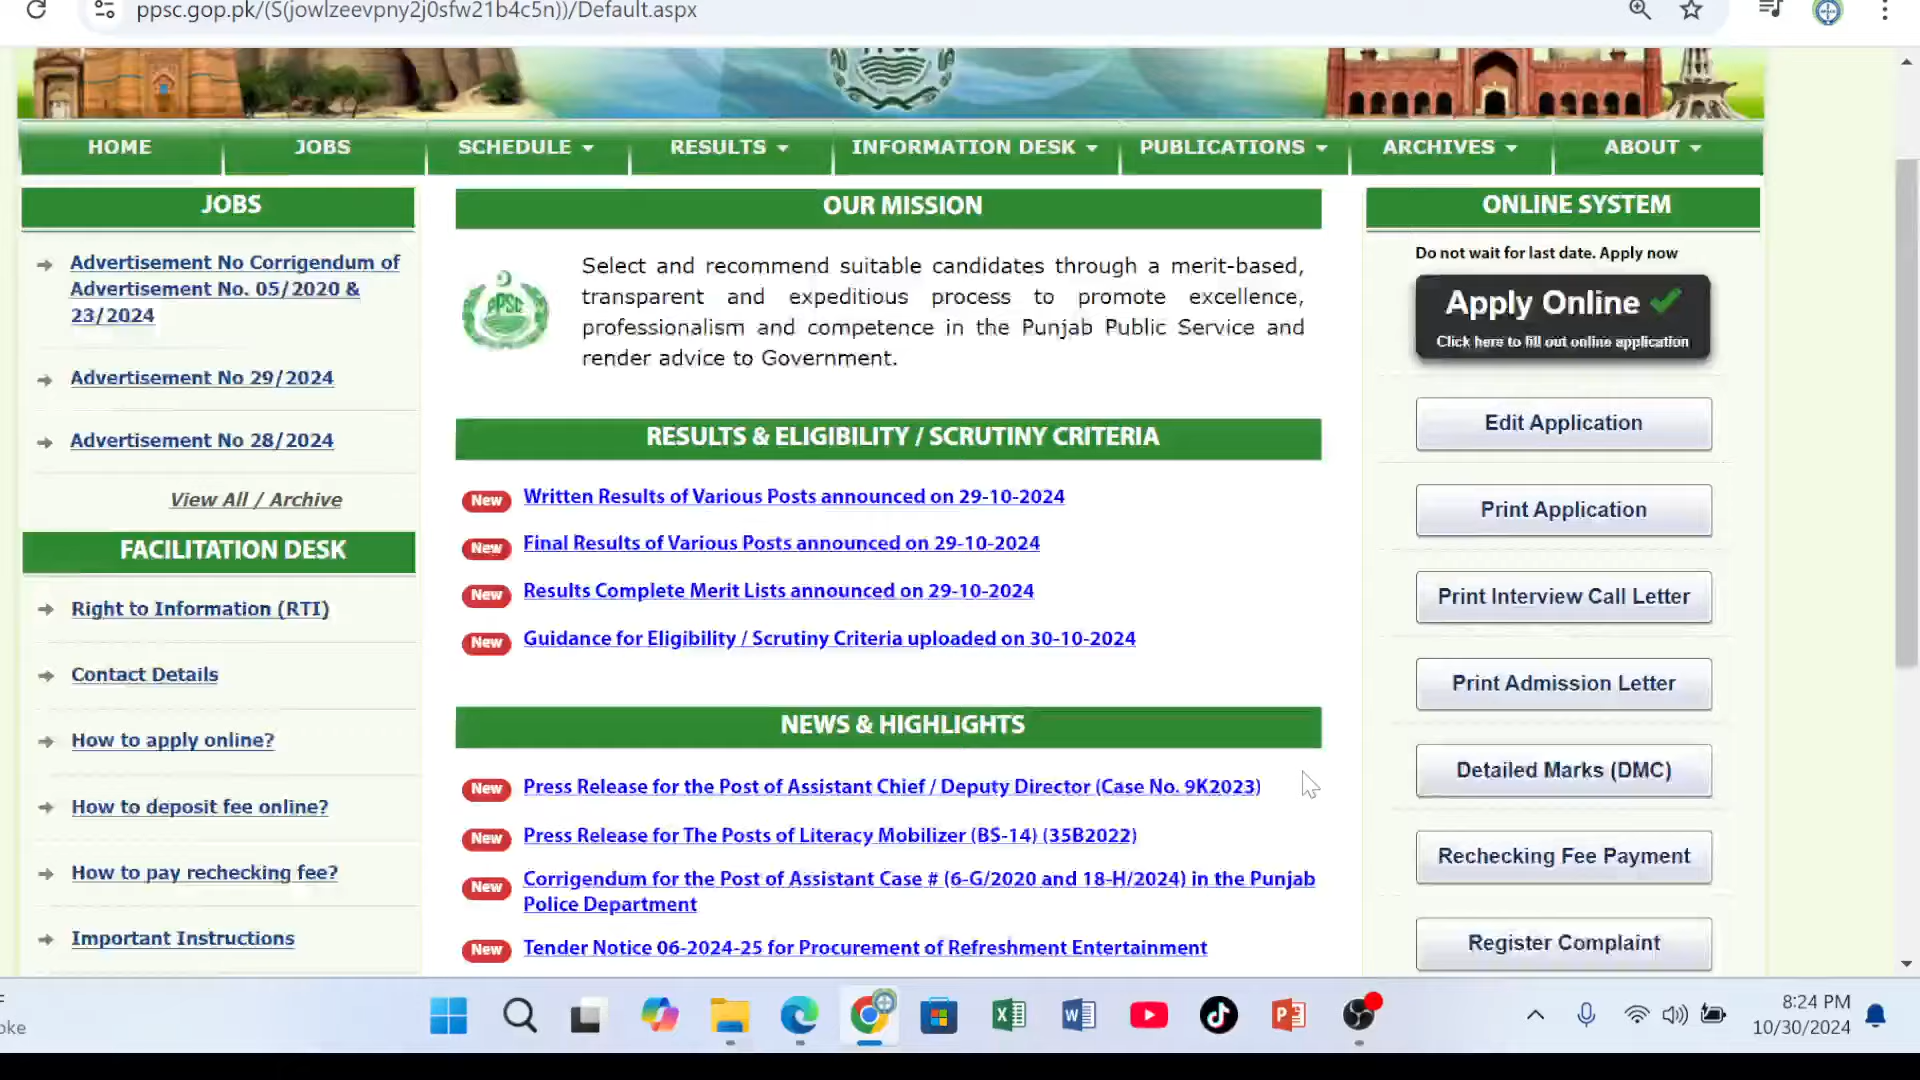 ppsc.gop.pk/(S(jowlzeevpny2j0sfw21b4c5n))/Default.aspx
HOME
JOBS
SCHEDULE
RESULTS
INFORMATION DESK
PUBLICATIONS
ARCHIVES
ABOUT
JOBS
Advertisement No Corrigendum of
Advertisement No. 05/2020 &
23/2024
Advertisement No 29/2024
Advertisement No 28/2024
View All / Archive
FACILITATION DESK
Right to Information (RTI)
Contact Details
How to apply online?
How to deposit fee online?
How to pay rechecking fee?
Important Instructions
OUR MISSION
PPSC
Select and recommend suitable candidates through a merit-based,
transparent and expeditious process to promote excellence,
professionalism and competence in the Punjab Public Service and
render advice to Government.
RESULTS & ELIGIBILITY / SCRUTINY CRITERIA
New Written Results of Various Posts announced on 29-10-2024
New Final Results of Various Posts announced on 29-10-2024
New Results Complete Merit Lists announced on 29-10-2024
New Guidance for Eligibility / Scrutiny Criteria uploaded on 30-10-2024
NEWS & HIGHLIGHTS
New Press Release for the Post of Assistant Chief / Deputy Director (Case No. 9K2023)
New Press Release for The Posts of Literacy Mobilizer (BS-14) (35B2022)
New Corrigendum for the Post of Assistant Case # (6-G/2020 and 18-H/2024) in the Punjab
Police Department
New Tender Notice 06-2024-25 for Procurement of Refreshment Entertainment
ONLINE SYSTEM
Do not wait for last date. Apply now
Apply Online
Click here to fill out online application
Edit Application
Print Application
Print Interview Call Letter
Print Admission Letter
Detailed Marks (DMC)
Rechecking Fee Payment
Register Complaint
8:24 PM
10/30/2024